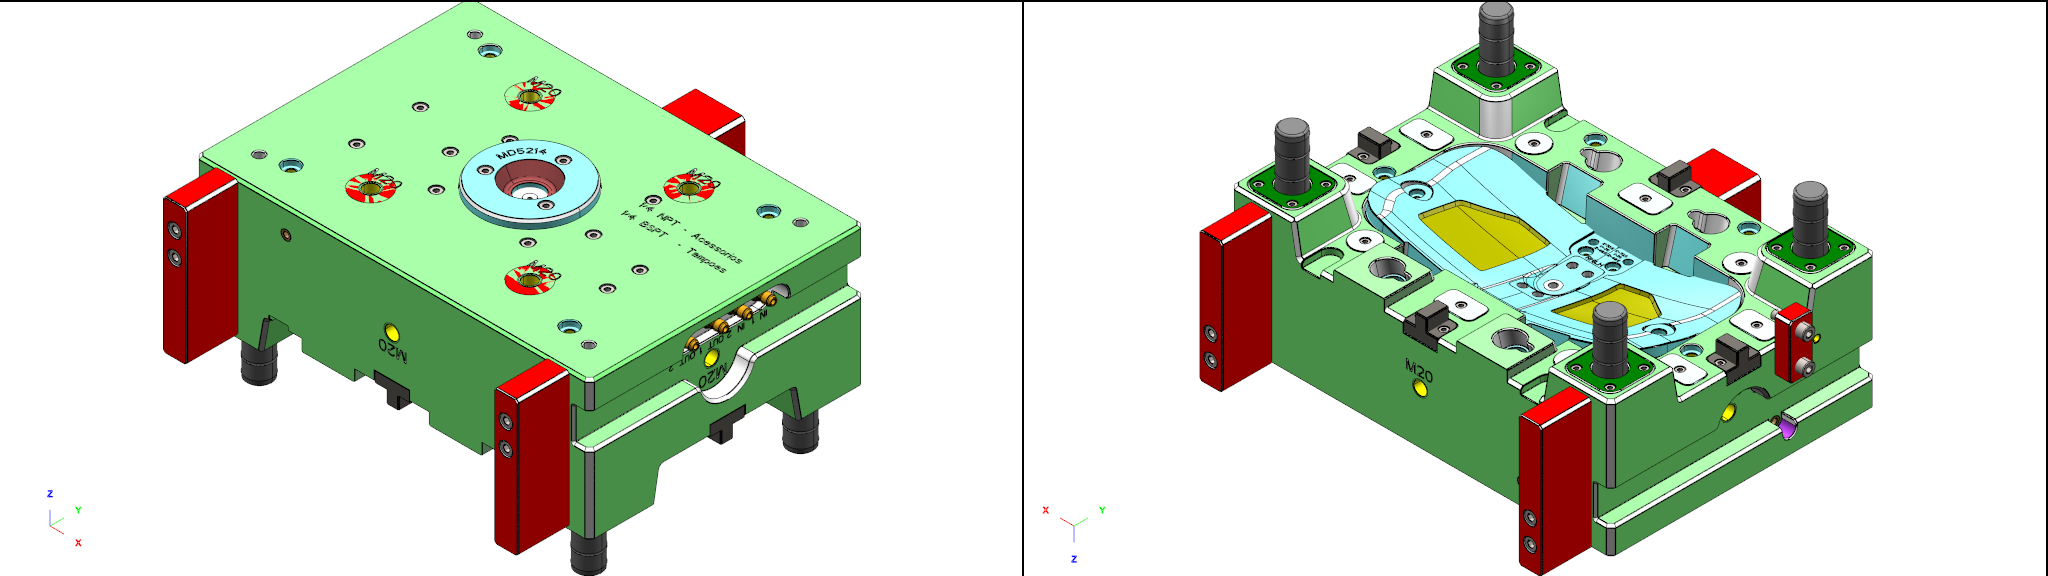 M20
MD5214
M20
M20
1/4 NPT - Acessorios
1/4 BSPT - Tampoes
M20
IN 1
IN 2
OUT 1
OUT 2
M20
M20
Z
Y
X
M20
X
Y
Z